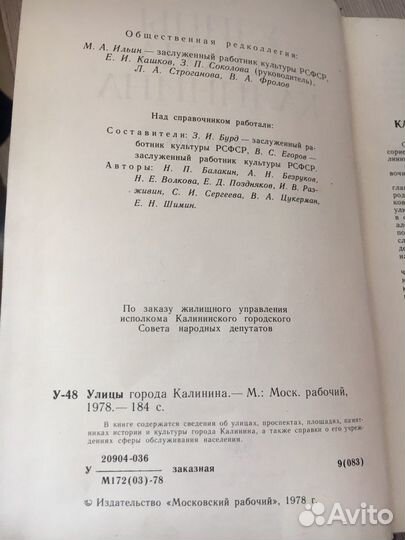 Общественная редколлегия:
М. А. Ильин — заслуженный работник культуры РСФСР,
Е. И. Кашков, З. П. Соколова (руководитель),
Л. А. Строганова, В. А. Фролов
Над справочником работали:
Составители: З. И. Бурд — заслуженный ра-
ботник культуры РСФСР, В. С. Егоров —
заслуженный работник культуры РСФСР.
Авторы: Н. П. Балакин, А. Н. Безруков,
Н. Е. Волкова, Е. Д. Поздняков, И. В. Раз-
живин, С. И. Сергеева, В. А. Цукерман,
Е. Н. Шимин.
По заказу жилищного управления
исполкома Калининского городского
Совета народных депутатов
У-48 Улицы города Калинина.— М.: Моск. рабочий,
1978.— 184 с.
В книге содержатся сведения об улицах, проспектах, площадях, памят-
никах истории и культуры города Калинина, а также справки о его учреж-
дениях сферы обслуживания населения.
20904-036
У заказная 9(083)
М172(03)-78
© Издательство «Московский рабочий», 1978 г.
Avito